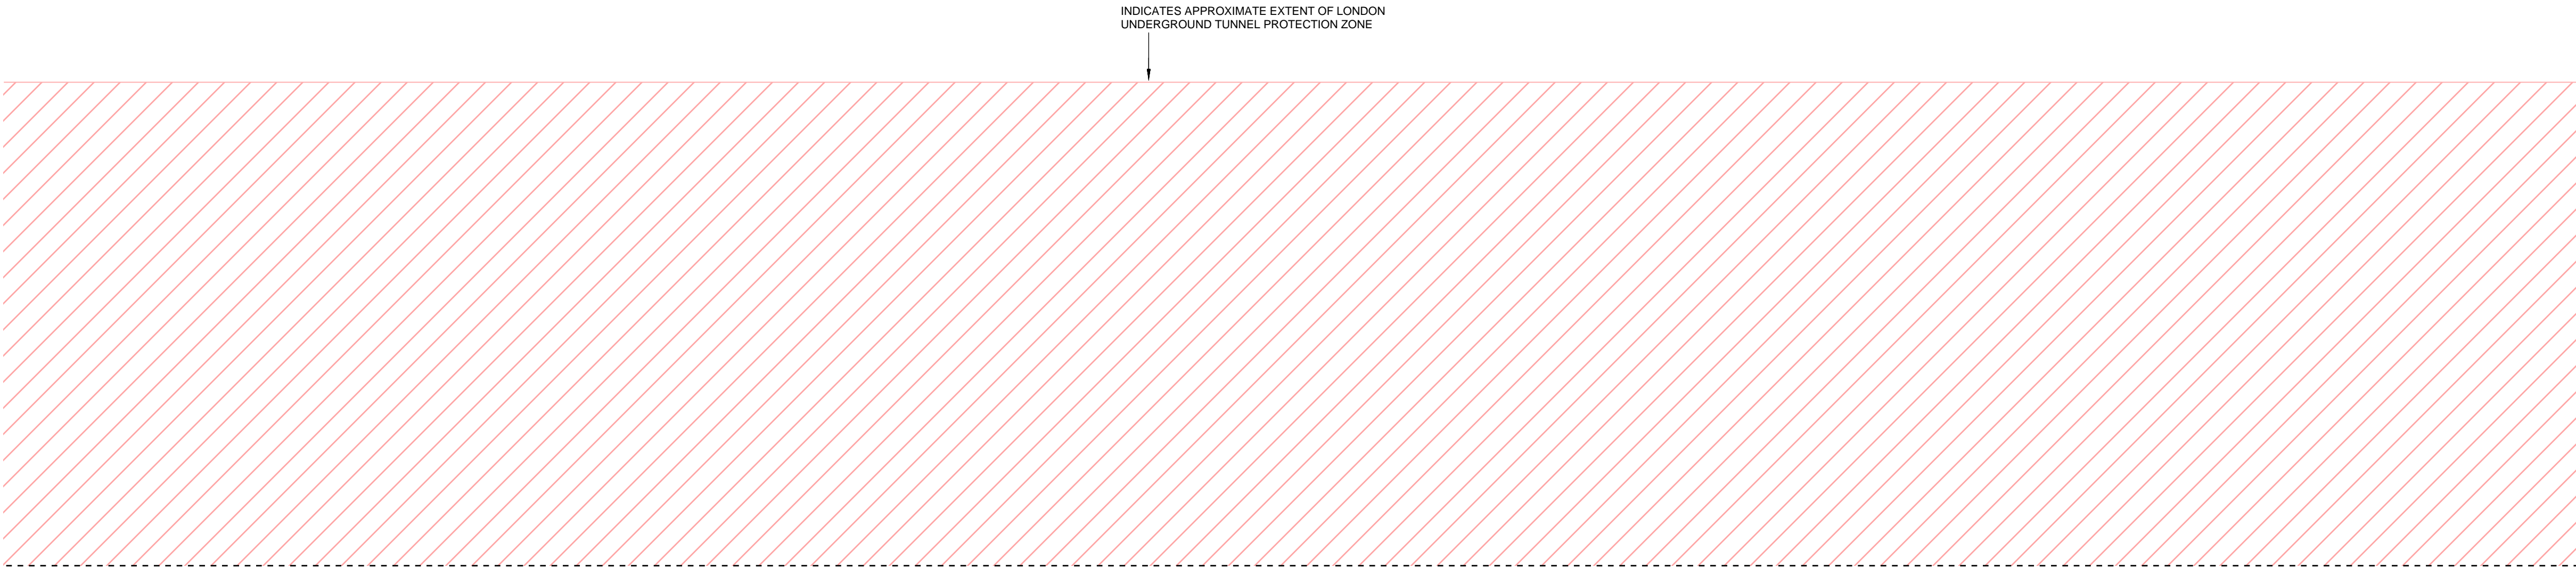 INDICATES APPROXIMATE EXTENT OF LONDON
UNDERGROUND TUNNEL PROTECTION ZONE